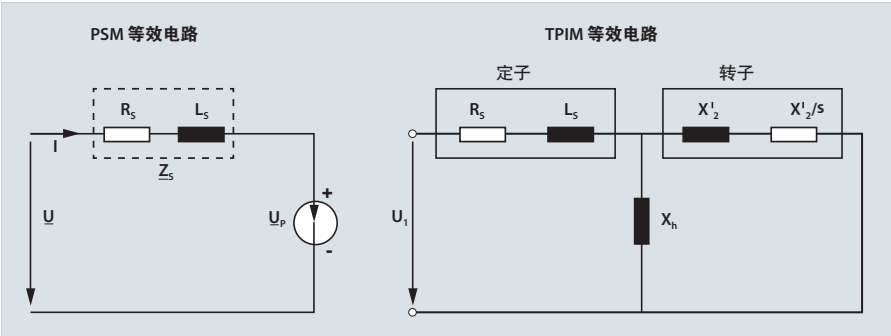 PSM 等效电路
TPIM 等效电路
定子
转子
R_s
L_s
I
Z_s
U
U_P
+
-
R_s
L_s
X'_2
X'_2/s
U_1
X_h